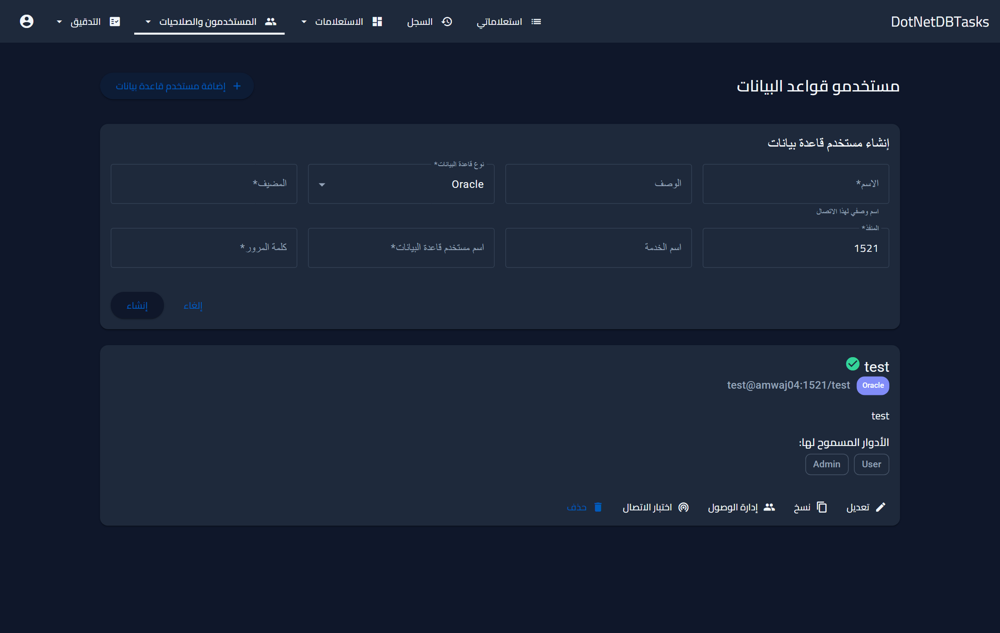 DotNetDBTasks
استعلاماتي
السجل
الاستعلامات
المستخدمون والصلاحيات
التدقيق
مستخدمو قواعد البيانات
إضافة مستخدم قاعدة بيانات
إنشاء مستخدم قاعدة بيانات
الاسم*
الوصف
نوع قاعدة البيانات*
Oracle
المضيف*
اسم وصفي لهذا الاتصال
المنفذ*
1521
اسم الخدمة
اسم مستخدم قاعدة البيانات*
كلمة المرور*
إلغاء
إنشاء
test
Oracle test@amwaj04:1521/test
test
الأدوار المسموح لها:
User Admin
تعديل
نسخ
إدارة الوصول
اختبار الاتصال
حذف